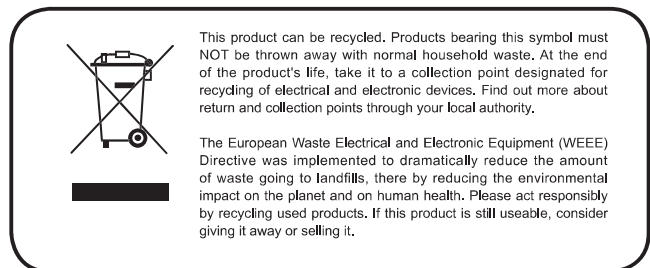 This product can be recycled. Products bearing this symbol must
NOT be thrown away with normal household waste. At the end
of the product's life, take it to a collection point designated for
recycling of electrical and electronic devices. Find out more about
return and collection points through your local authority.
The European Waste Electrical and Electronic Equipment (WEEE)
Directive was implemented to dramatically reduce the amount
of waste going to landfills, there by reducing the environmental
impact on the planet and on human health. Please act responsibly
by recycling used products. If this product is still useable, consider
giving it away or selling it.